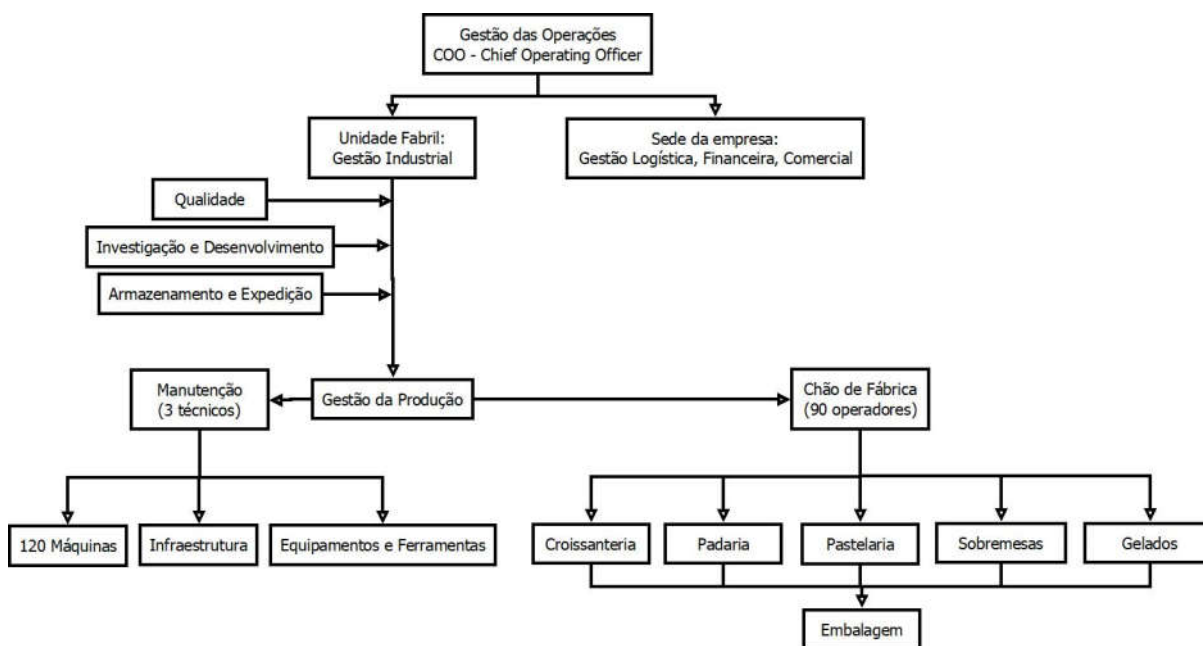 Gestão das Operações
COO - Chief Operating Officer
Unidade Fabril:
Gestão Industrial
Sede da empresa:
Gestão Logística, Financeira, Comercial
Qualidade
Investigação e Desenvolvimento
Armazenamento e Expedição
Manutenção
(3 técnicos)
Gestão da Produção
Chão de Fábrica
(90 operadores)
120 Máquinas
Infraestrutura
Equipamentos e Ferramentas
Croissanteria
Padaria
Pastelaria
Sobremesas
Gelados
Embalagem